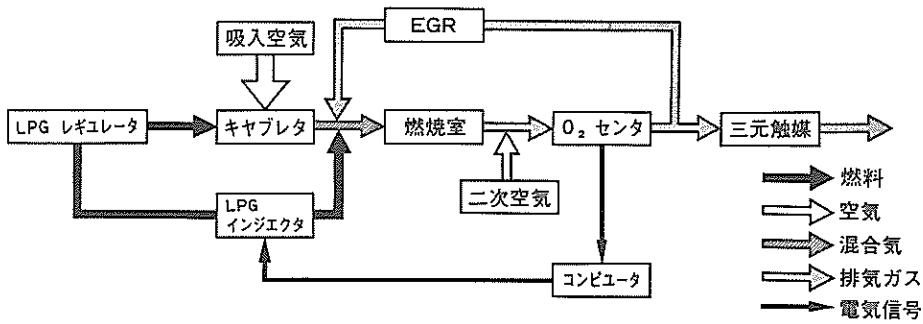 EGR
吸入空気
LPG レギュレータ
キャブレタ
燃焼室
O₂ センタ
三元触媒
二次空気
LPG
インジエクタ
コンピュータ
燃料
空気
混合気
排気ガス
電気信号